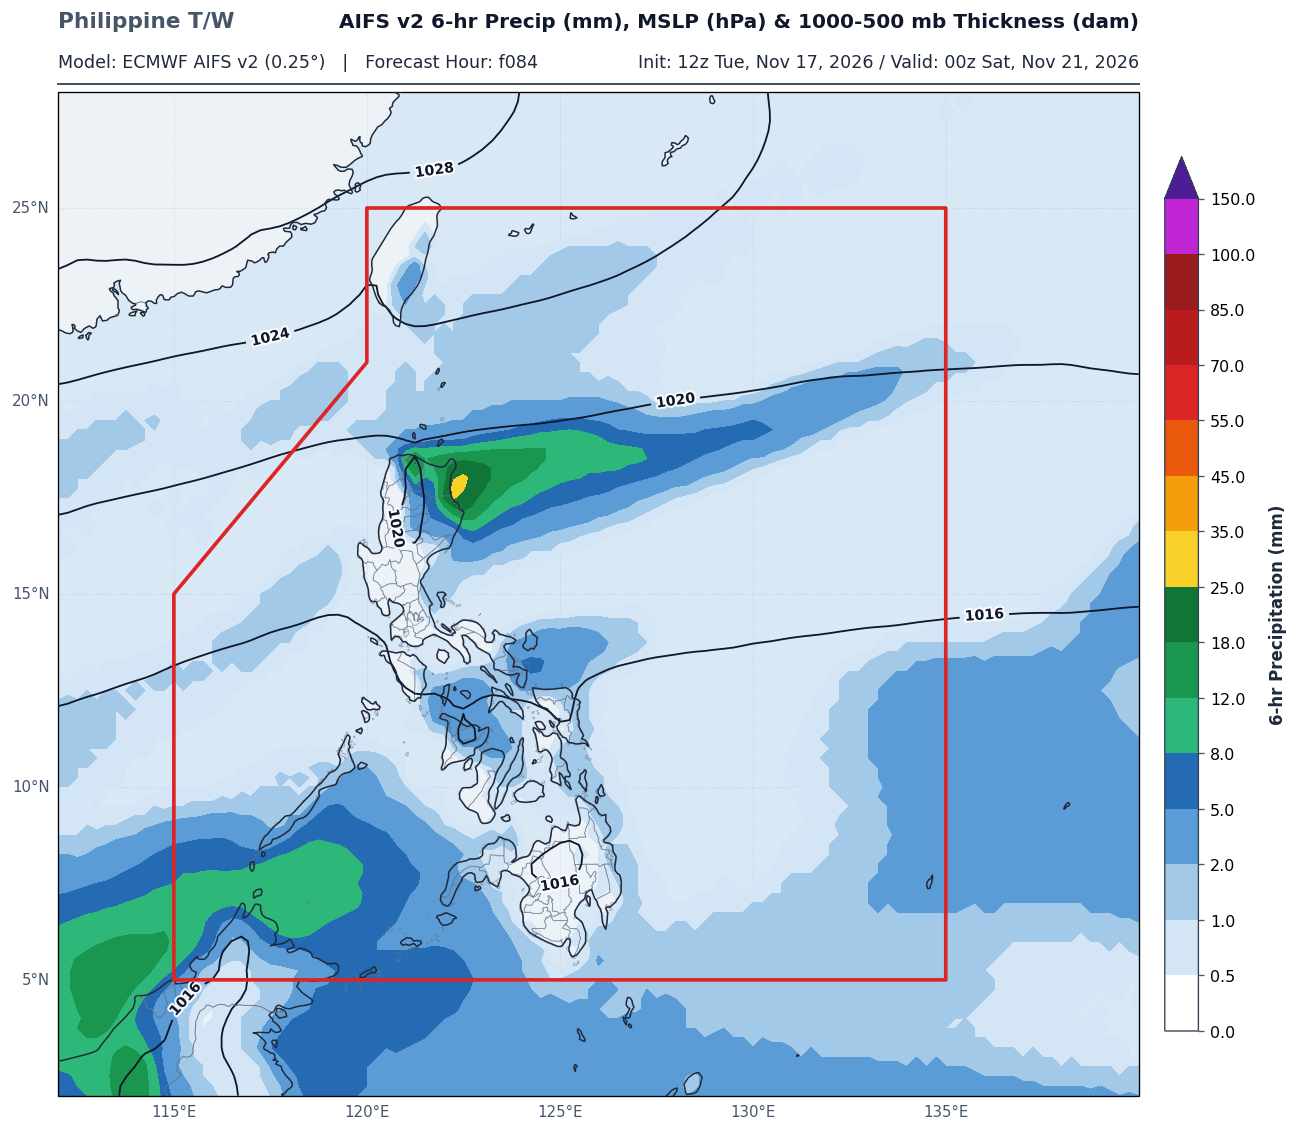 Philippine T/W
AIFS v2 6-hr Precip (mm), MSLP (hPa) & 1000-500 mb Thickness (dam)
Model: ECMWF AIFS v2 (0.25°) | Forecast Hour: f084
Init: 12z Tue, Nov 17, 2026 / Valid: 00z Sat, Nov 21, 2026
25°N
20°N
15°N
10°N
5°N
115°E
120°E
125°E
130°E
135°E
1028
1024
1020
1020
1016
1016
1016
150.0
100.0
85.0
70.0
55.0
45.0
35.0
25.0
18.0
12.0
8.0
5.0
2.0
1.0
0.5
0.0
6-hr Precipitation (mm)